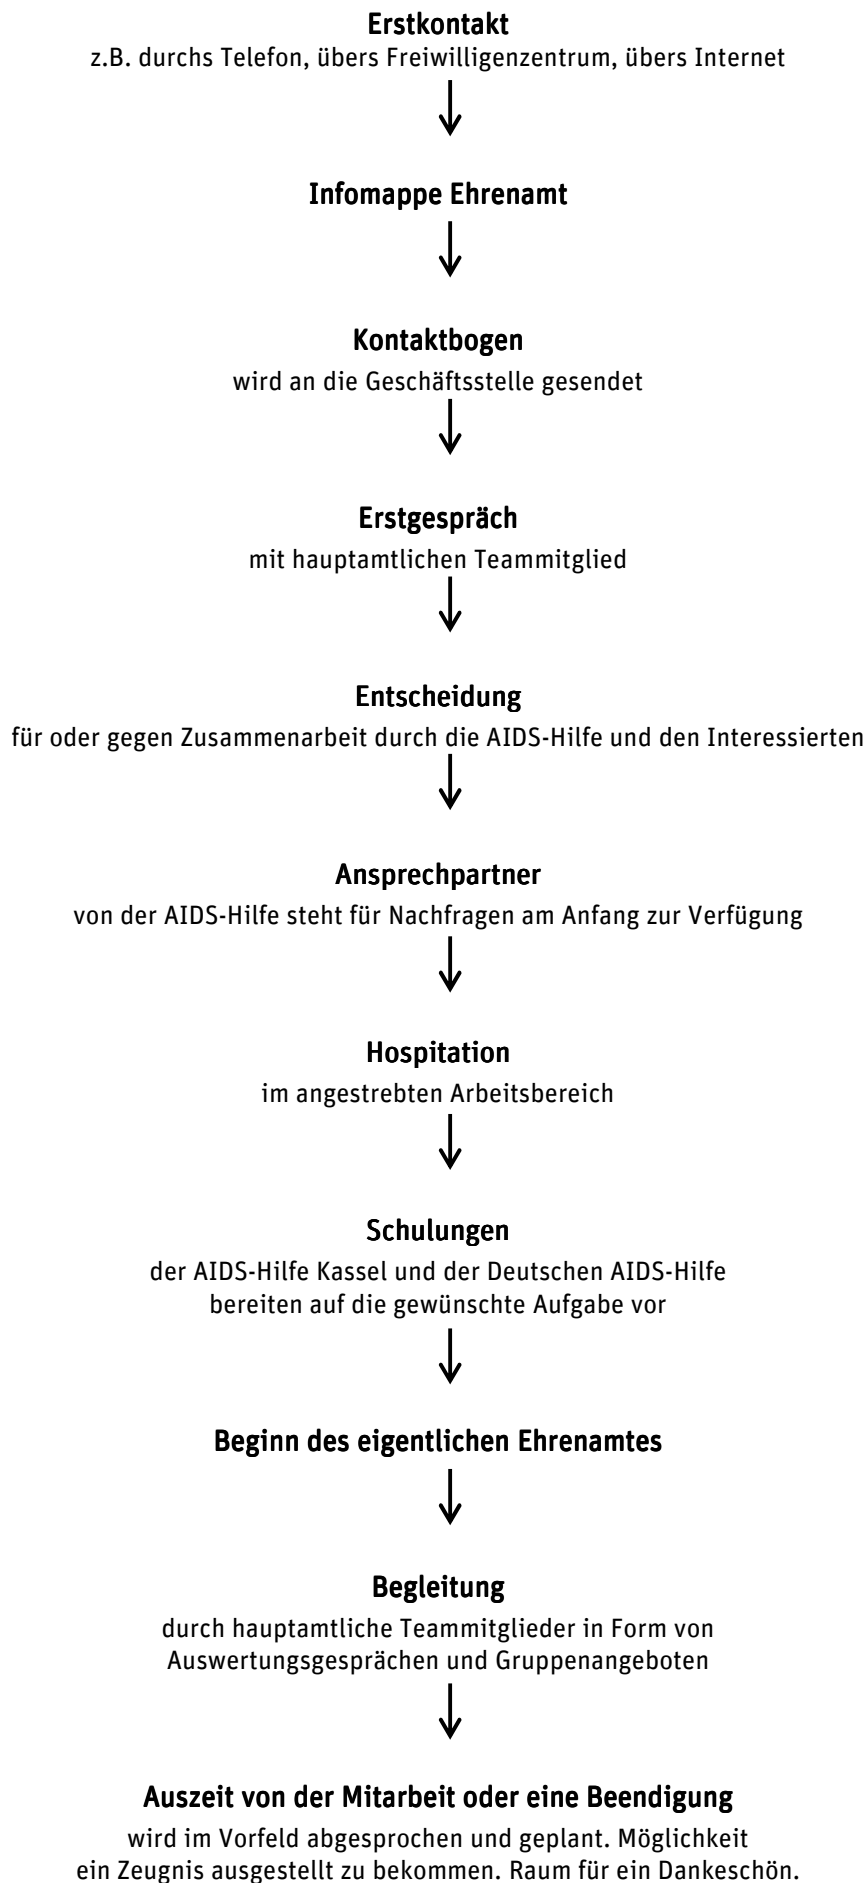 Erstkontakt
z.B. durchs Telefon, übers Freiwilligenzentrum, übers Internet
Infomappe Ehrenamt
Kontaktbogen
wird an die Geschäftsstelle gesendet
Erstgespräch
mit hauptamtlichen Teammitglied
Entscheidung
für oder gegen Zusammenarbeit durch die AIDS-Hilfe und den Interessierten
Ansprechpartner
von der AIDS-Hilfe steht für Nachfragen am Anfang zur Verfügung
Hospitation
im angestrebten Arbeitsbereich
Schulungen
der AIDS-Hilfe Kassel und der Deutschen AIDS-Hilfe
bereiten auf die gewünschte Aufgabe vor
Beginn des eigentlichen Ehrenamtes
Begleitung
durch hauptamtliche Teammitglieder in Form von
Auswertungsgesprächen und Gruppenangeboten
Auszeit von der Mitarbeit oder eine Beendigung
wird im Vorfeld abgesprochen und geplant. Möglichkeit
ein Zeugnis ausgestellt zu bekommen. Raum für ein Dankeschön.